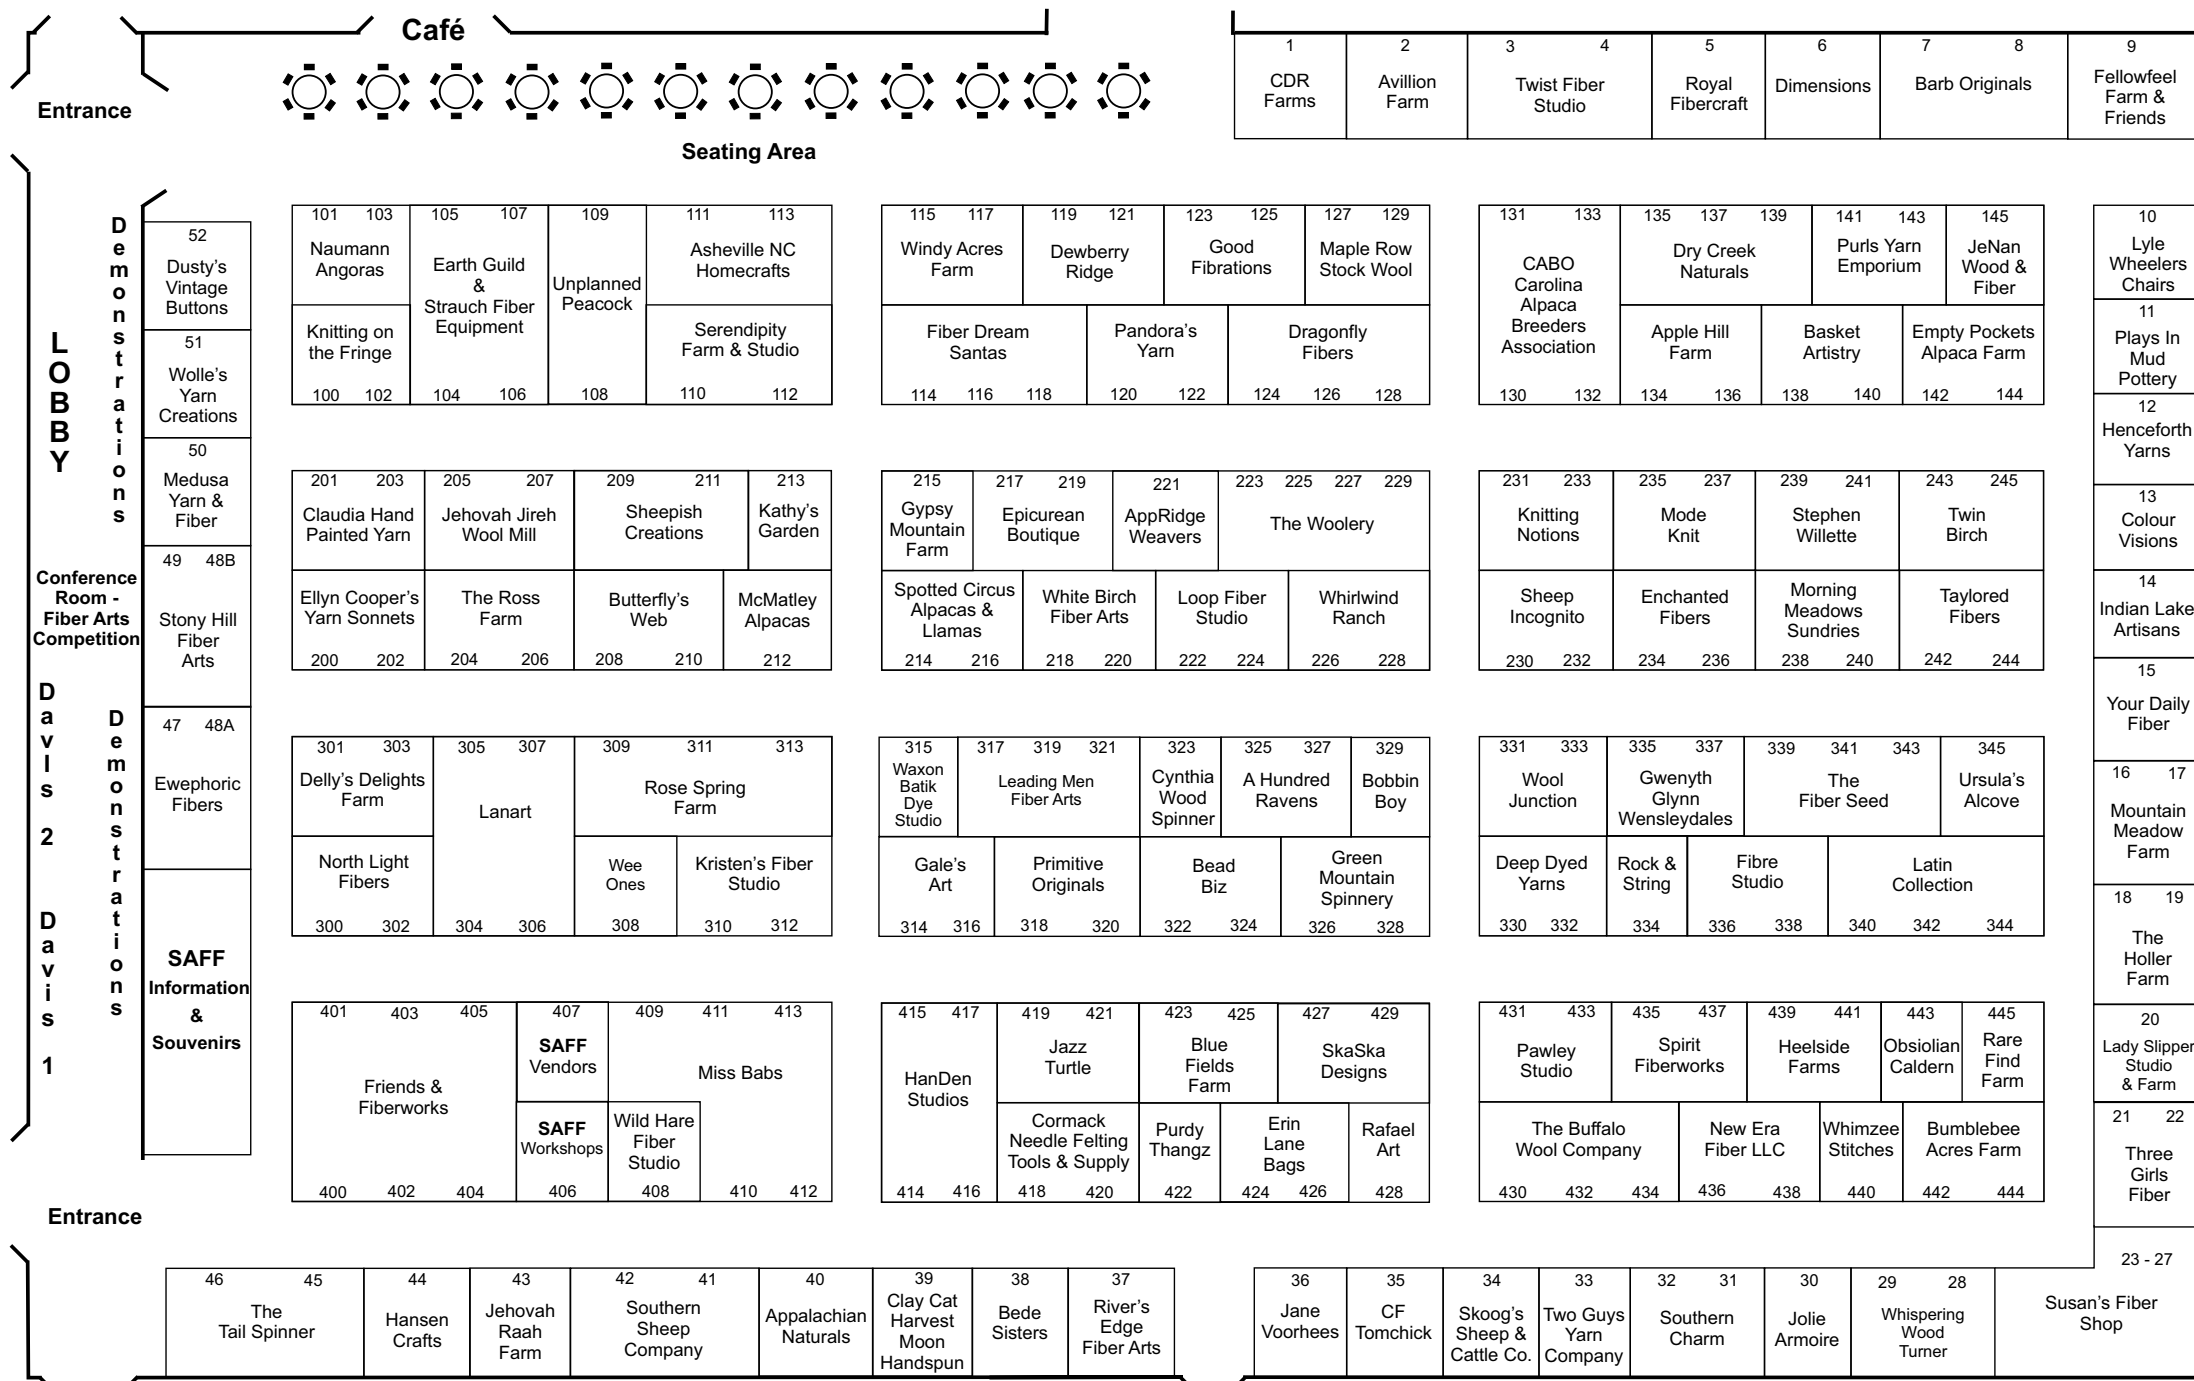 Café
Entrance
Seating Area
1
CDR
Farms
2
Avillion
Farm
3 4
Twist Fiber
Studio
5
Royal
Fibercraft
6
Dimensions
7 8
Barb Originals
9
Fellowfeel
Farm &
Friends
LOBBY
Demonstrations
Conference
Room -
Fiber Arts
Competition
DavIs 2
Davis 1
Demonstrations
52
Dusty's
Vintage
Buttons
51
Wolle's
Yarn
Creations
50
Medusa
Yarn &
Fiber
49 48B
Stony Hill
Fiber
Arts
47 48A
Ewephoric
Fibers
SAFF
Information
&
Souvenirs
Entrance
101 103
Naumann
Angoras
Knitting on
the Fringe
100 102
105 107
Earth Guild
&
Strauch Fiber
Equipment
104 106
109
Unplanned
Peacock
108
111 113
Asheville NC
Homecrafts
Serendipity
Farm & Studio
110 112
115 117
Windy Acres
Farm
119 121
Dewberry
Ridge
123 125
Good
Fibrations
127 129
Maple Row
Stock Wool
Fiber Dream
Santas
114 116 118
Pandora's
Yarn
120 122
Dragonfly
Fibers
124 126 128
131 133
CABO
Carolina
Alpaca
Breeders
Association
130 132
135 137 139
Dry Creek
Naturals
141 143
Purls Yarn
Emporium
145
JeNan
Wood &
Fiber
Apple Hill
Farm
134 136
Basket
Artistry
138 140
Empty Pockets
Alpaca Farm
142 144
10
Lyle
Wheelers
Chairs
11
Plays In
Mud
Pottery
12
Henceforth
Yarns
13
Colour
Visions
14
Indian Lake
Artisans
15
Your Daily
Fiber
16 17
Mountain
Meadow
Farm
18 19
The
Holler
Farm
20
Lady Slipper
Studio
& Farm
21 22
Three
Girls
Fiber
23 - 27
Susan's Fiber
Shop
201 203
Claudia Hand
Painted Yarn
205 207
Jehovah Jireh
Wool Mill
209 211
Sheepish
Creations
213
Kathy's
Garden
Ellyn Cooper's
Yarn Sonnets
200 202
The Ross
Farm
204 206
Butterfly's
Web
208 210
McMatley
Alpacas
212
215
Gypsy
Mountain
Farm
217 219
Epicurean
Boutique
221
AppRidge
Weavers
223 225 227 229
The Woolery
Spotted Circus
Alpacas &
Llamas
214 216
White Birch
Fiber Arts
218 220
Loop Fiber
Studio
222 224
Whirlwind
Ranch
226 228
231 233
Knitting
Notions
235 237
Mode
Knit
239 241
Stephen
Willette
243 245
Twin
Birch
Sheep
Incognito
230 232
Enchanted
Fibers
234 236
Morning
Meadows
Sundries
238 240
Taylored
Fibers
242 244
301 303
Delly's Delights
Farm
305 307
Lanart
304 306
309 311 313
Rose Spring
Farm
North Light
Fibers
300 302
Wee
Ones
308
Kristen's Fiber
Studio
310 312
315
Waxon
Batik
Dye
Studio
317 319 321
Leading Men
Fiber Arts
323
Cynthia
Wood
Spinner
325 327
A Hundred
Ravens
329
Bobbin
Boy
Gale's
Art
314 316
Primitive
Originals
318 320
Bead
Biz
322 324
Green
Mountain
Spinnery
326 328
331 333
Wool
Junction
335 337
Gwenyth
Glynn
Wensleydales
339 341 343
The
Fiber Seed
345
Ursula's
Alcove
Deep Dyed
Yarns
330 332
Rock &
String
334
Fibre
Studio
336 338
Latin
Collection
340 342 344
401 403 405
Friends &
Fiberworks
400 402 404
407
SAFF
Vendors
SAFF
Workshops
406
409 411 413
Miss Babs
410 412
Wild Hare
Fiber
Studio
408
415 417
HanDen
Studios
414 416
419 421
Jazz
Turtle
423 425
Blue
Fields
Farm
427 429
SkaSka
Designs
Cormack
Needle Felting
Tools & Supply
418 420
Purdy
Thangz
422
Erin
Lane
Bags
424 426
Rafael
Art
428
431 433
Pawley
Studio
435 437
Spirit
Fiberworks
439 441
Heelside
Farms
443
Obsiolian
Caldern
445
Rare
Find
Farm
The Buffalo
Wool Company
430 432 434
New Era
Fiber LLC
436 438
Whimzee
Stitches
440
Bumblebee
Acres Farm
442 444
46 45
The
Tail Spinner
44
Hansen
Crafts
43
Jehovah
Raah
Farm
42 41
Southern
Sheep
Company
40
Appalachian
Naturals
39
Clay Cat
Harvest
Moon
Handspun
38
Bede
Sisters
37
River's
Edge
Fiber Arts
36
Jane
Voorhees
35
CF
Tomchick
34
Skoog's
Sheep &
Cattle Co.
33
Two Guys
Yarn
Company
32 31
Southern
Charm
30
Jolie
Armoire
29 28
Whispering
Wood
Turner